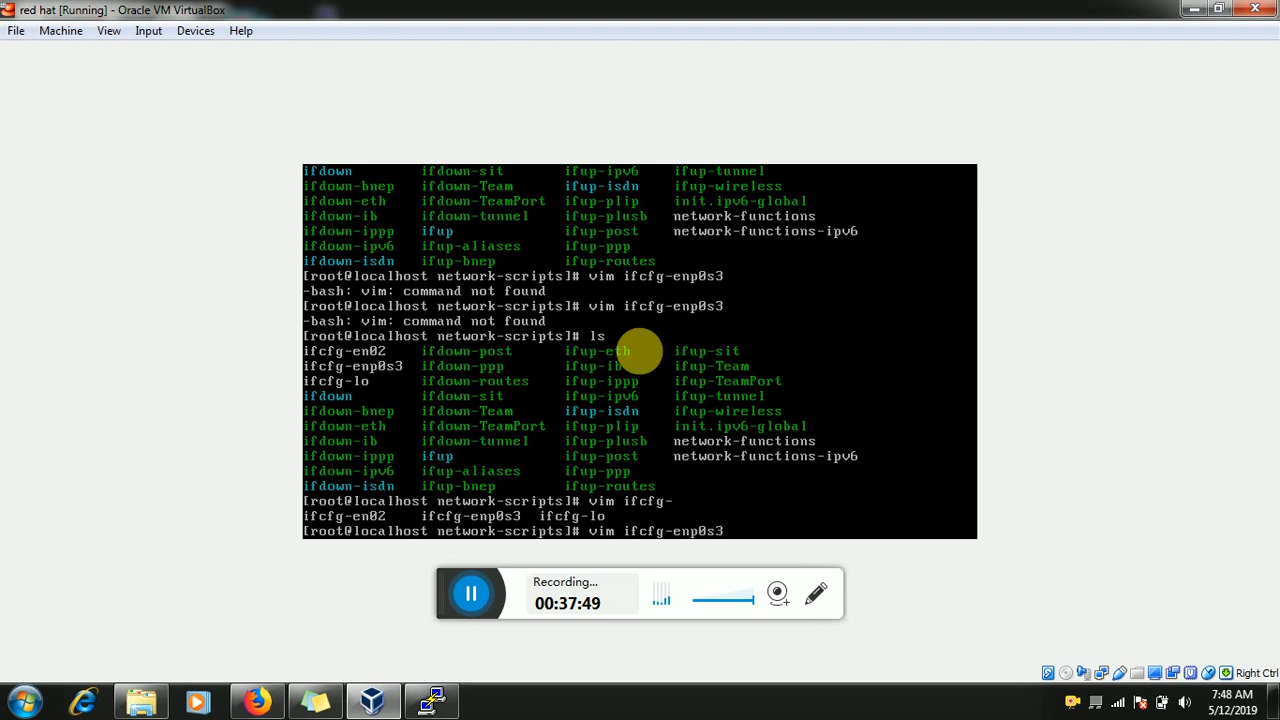 red hat [Running] - Oracle VM VirtualBox
File Machine View Input Devices Help
ifdown ifdown-sit ifup-ipv6 ifup-tunnel
ifdown-bnep ifdown-Team ifup-isdn ifup-wireless
ifdown-eth ifdown-TeamPort ifup-plip init.ipv6-global
ifdown-ib ifdown-tunnel ifup-plusb network-functions
ifdown-ippp ifup ifup-post network-functions-ipv6
ifdown-ipv6 ifup-aliases ifup-ppp
ifdown-isdn ifup-bnep ifup-routes
[root@localhost network-scripts]# vim ifcfg-enp0s3
-bash: vim: command not found
[root@localhost network-scripts]# vim ifcfg-enp0s3
-bash: vim: command not found
[root@localhost network-scripts]# ls
ifcfg-en02 ifdown-post ifup-eth ifup-sit
ifcfg-enp0s3 ifdown-ppp ifup-ib ifup-Team
ifcfg-lo ifdown-routes ifup-ippp ifup-TeamPort
ifdown ifdown-sit ifup-ipv6 ifup-tunnel
ifdown-bnep ifdown-Team ifup-isdn ifup-wireless
ifdown-eth ifdown-TeamPort ifup-plip init.ipv6-global
ifdown-ib ifdown-tunnel ifup-plusb network-functions
ifdown-ippp ifup ifup-post network-functions-ipv6
ifdown-ipv6 ifup-aliases ifup-ppp
ifdown-isdn ifup-bnep ifup-routes
[root@localhost network-scripts]# vim ifcfg-
ifcfg-en02 ifcfg-enp0s3 ifcfg-lo
[root@localhost network-scripts]# vim ifcfg-enp0s3
Recording...
00:37:49
Right Ctrl
7:48 AM
5/12/2019